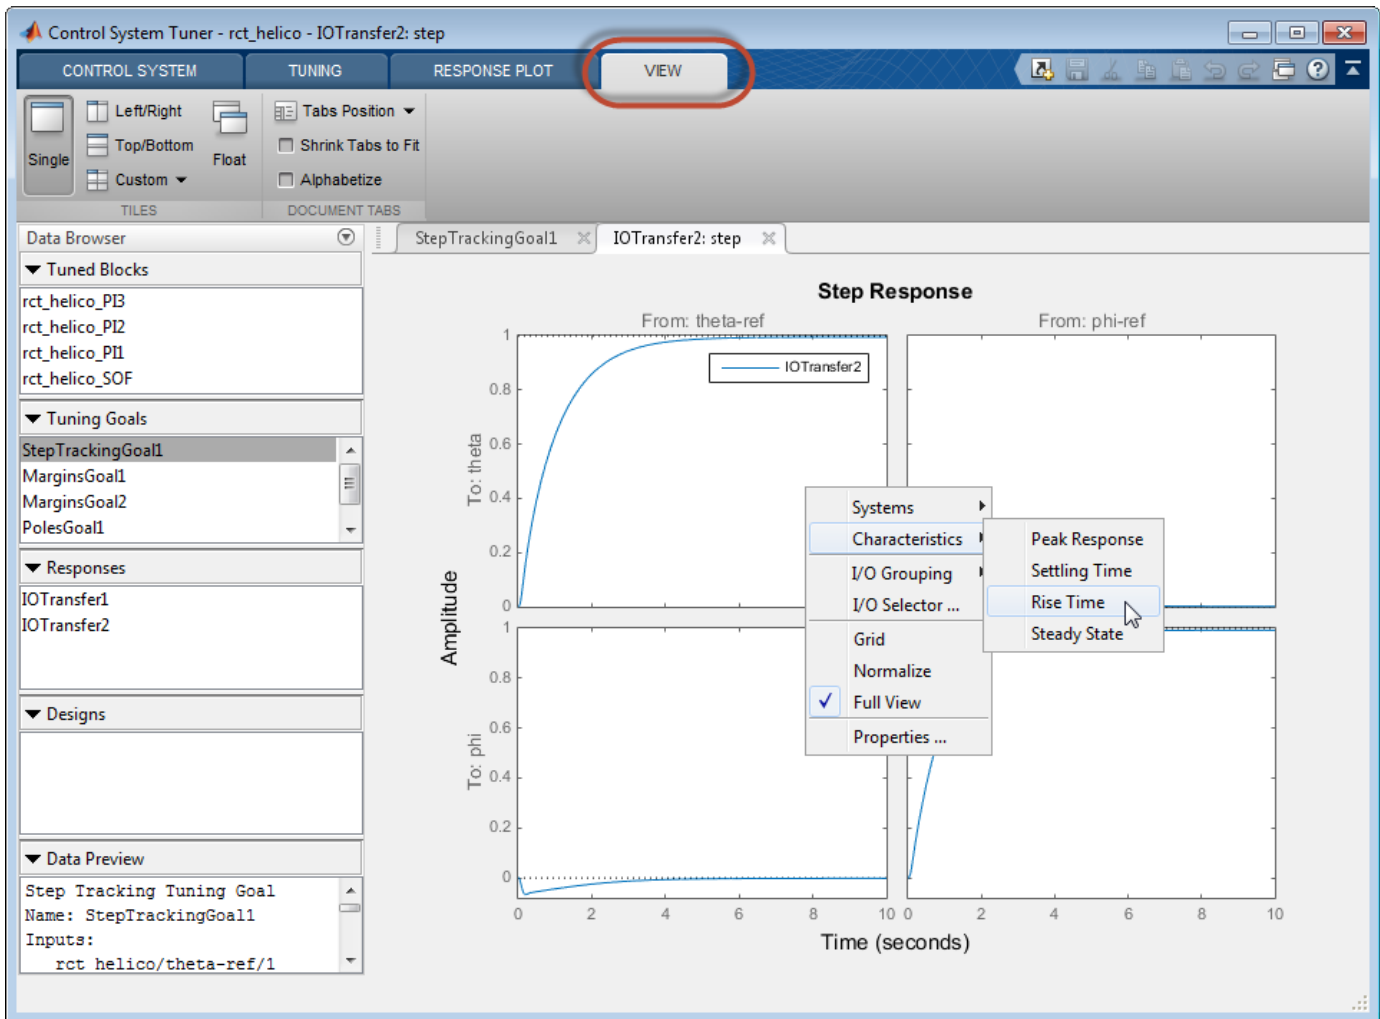 Control System Tuner - rct_helico - IOTransfer2: step
CONTROL SYSTEM
TUNING
RESPONSE PLOT
VIEW
Single
Left/Right
Top/Bottom
Custom
Float
Tabs Position
Shrink Tabs to Fit
Alphabetize
TILES
DOCUMENT TABS
Data Browser
Tuned Blocks
rct_helico_PI3
rct_helico_PI2
rct_helico_PI1
rct_helico_SOF
Tuning Goals
StepTrackingGoal1
MarginsGoal1
MarginsGoal2
PolesGoal1
Responses
IOTransfer1
IOTransfer2
Designs
Data Preview
Step Tracking Tuning Goal
Name: StepTrackingGoal1
Inputs:
rct_helico/theta-ref/1
StepTrackingGoal1
IOTransfer2: step
Step Response
From: theta-ref
From: phi-ref
IOTransfer2
To: theta
To: phi
Amplitude
1
0.8
0.6
0.4
0.2
0
1
0.8
0.6
0.4
0.2
0
0 2 4 6 8 10
0 2 4 6 8 10
Time (seconds)
Systems
Characteristics
I/O Grouping
I/O Selector ...
Grid
Normalize
Full View
Properties ...
Peak Response
Settling Time
Rise Time
Steady State